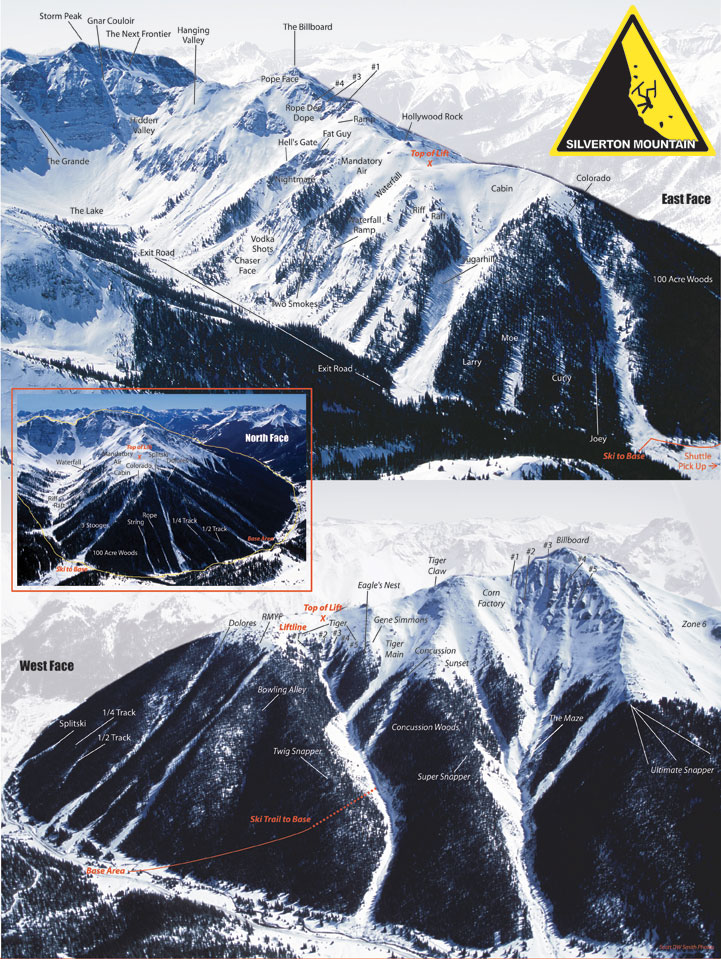 Storm Peak
Gnar Couloir
The Next Frontier
Hanging
Valley
The Billboard
Pope Face
#4
#3
#1
Rope Dee
Dope
Ramp
Hollywood Rock
Hidden
Valley
Fat Guy
Hell's Gate
The Grande
Mandatory
Air
Top of Lift
X
Nightmare
Waterfall
Cabin
Colorado
SILVERTON MOUNTAIN
East Face
The Lake
Riff
Raff
Waterfall
Ramp
Exit Road
Vodka
Shots
Chaser
Face
Sugarhill
100 Acre Woods
Two Smokes
Exit Road
Larry
Moe
Curly
Joey
Ski to Base
Shuttle
Pick Up
North Face
Top of Lift
Mandatory
Air
Splitski
Waterfall
Colorado
Cabin
Riff
Raff
3 Stooges
Rope
String
1/4 Track
1/2 Track
Base Area
100 Acre Woods
Ski to Base
West Face
Dolores
RMYF
Top of Lift
X
Liftline
Eagle's Nest
Tiger
#2
#3
#4
#5
Gene Simmons
Tiger
Claw
Tiger
Main
Concussion
Sunset
Corn
Factory
#1
#2
#3
Billboard
#4
#5
Zone 6
Splitski
1/4 Track
1/2 Track
Bowling Alley
Twig Snapper
Concussion Woods
Super Snapper
The Maze
Ultimate Snapper
Ski Trail to Base
Base Area